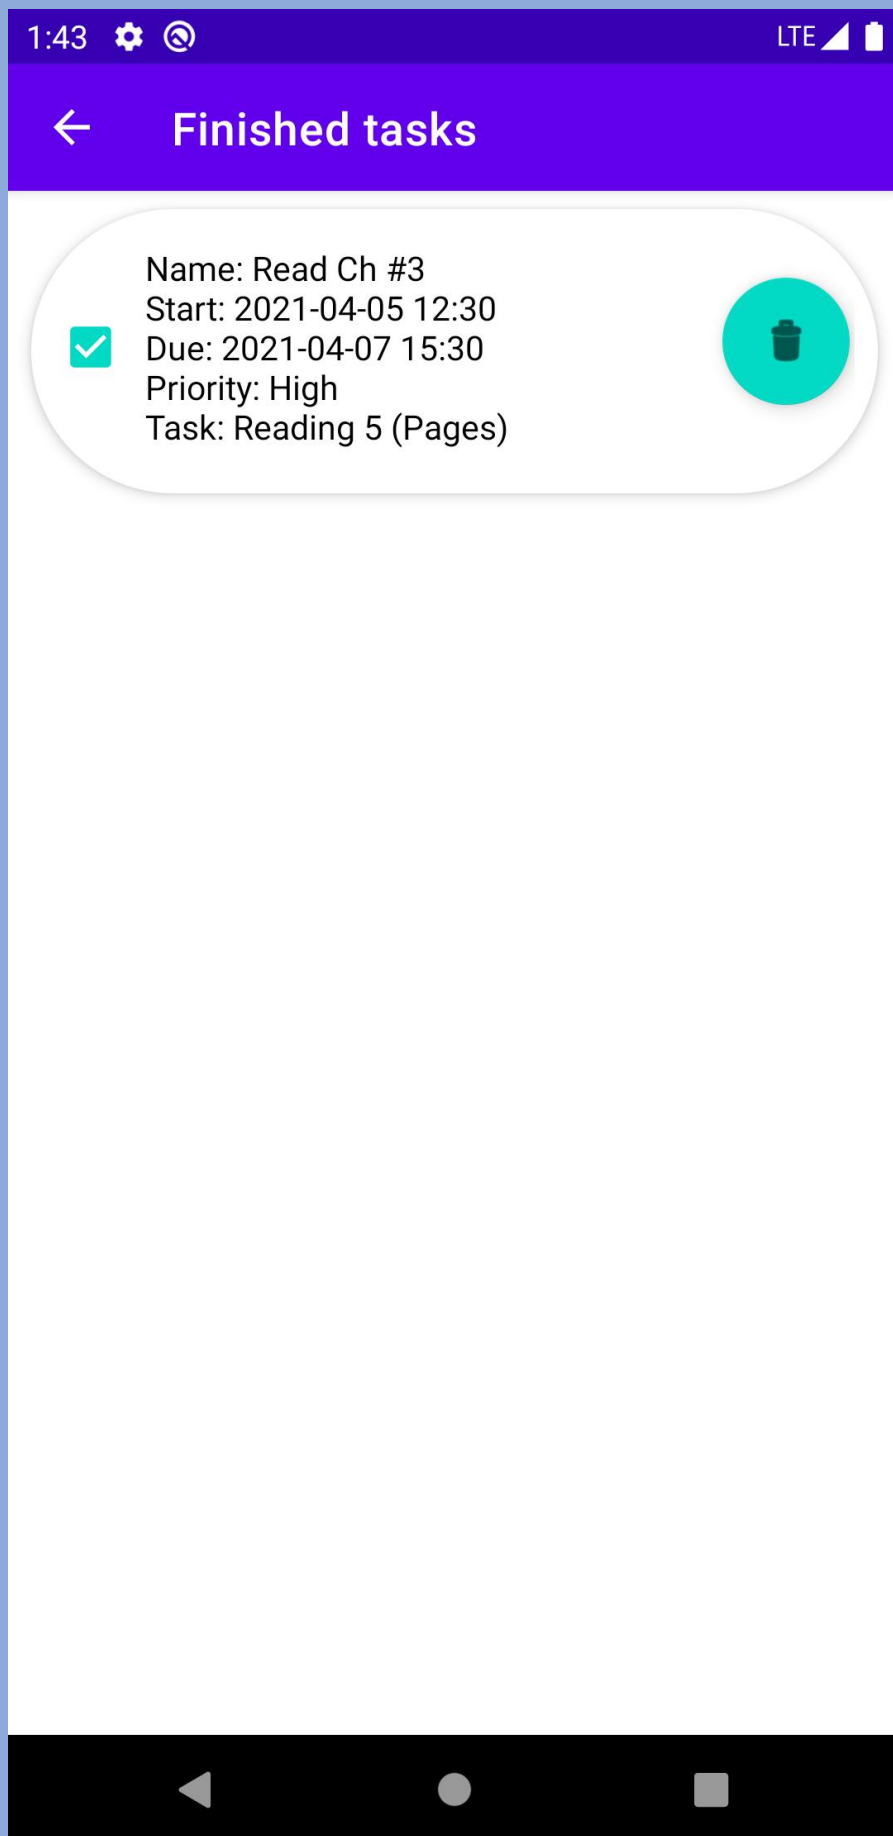 1:43 LTE
Finished tasks
Name: Read Ch #3
Start: 2021-04-05 12:30
Due: 2021-04-07 15:30
Priority: High
Task: Reading 5 (Pages)